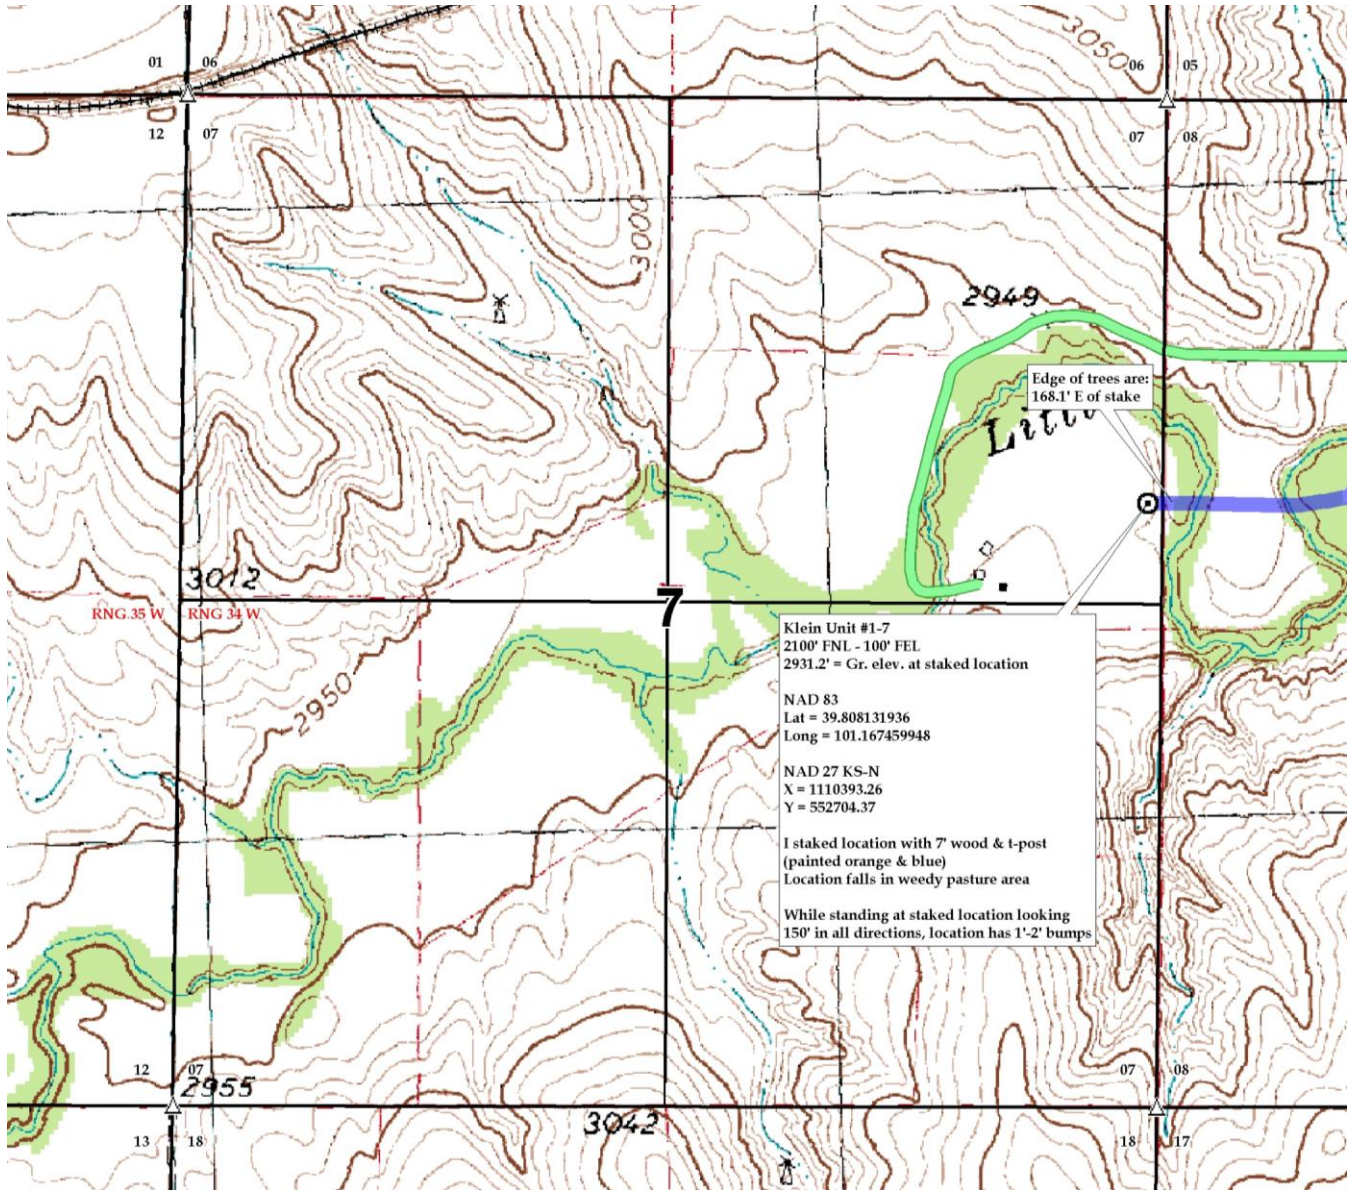 3050
01 06
06 05
12 07
07 08
3000
2949
Edge of trees are:
168.1' E of stake
3012
RNG 35 W
RNG 34 W
7
Klein Unit #1-7
2100' FNL - 100' FEL
2931.2' = Gr. elev. at staked location
NAD 83
Lat = 39.808131936
Long = 101.167459948
NAD 27 KS-N
X = 1110393.26
Y = 552704.37
I staked location with 7' wood & t-post
(painted orange & blue)
Location falls in weedy pasture area
While standing at staked location looking
150' in all directions, location has 1'-2' bumps
2950
12 07
07 08
2955
3042
13 18
18 17